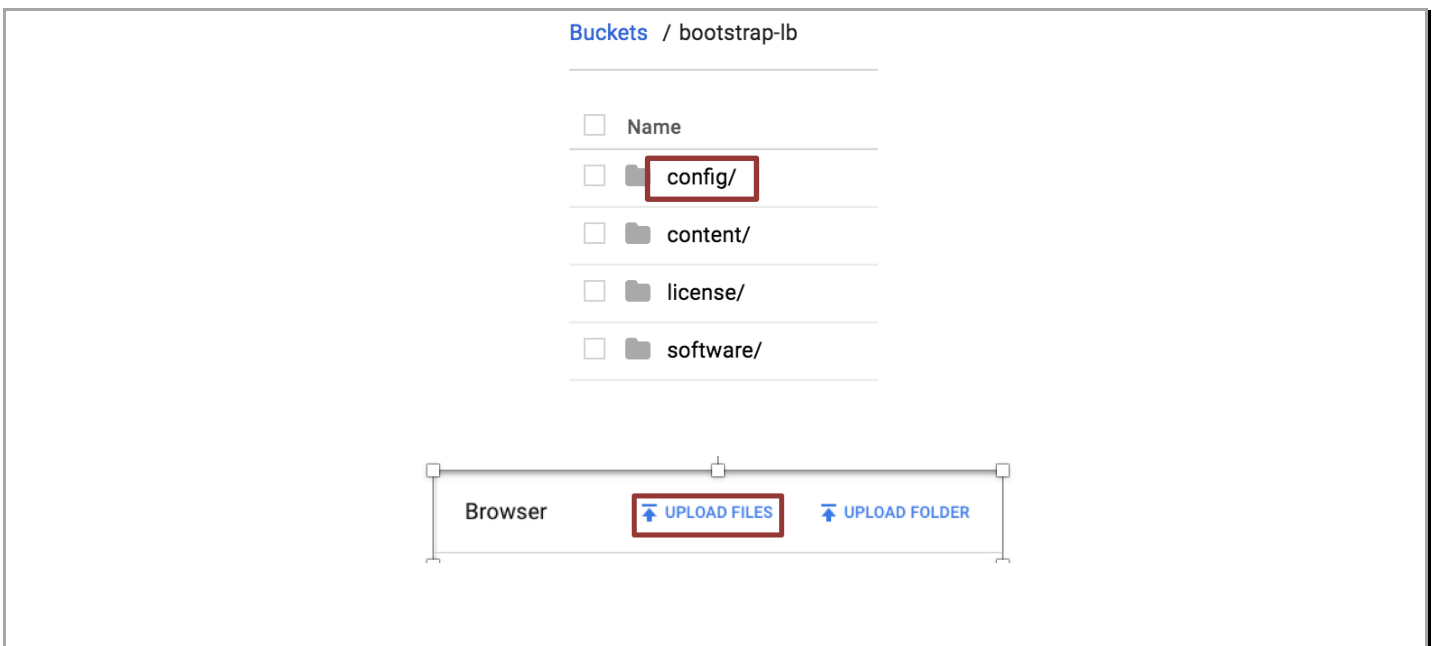 Buckets / bootstrap-lb
Name
config/
content/
license/
software/
Browser UPLOAD FILES UPLOAD FOLDER